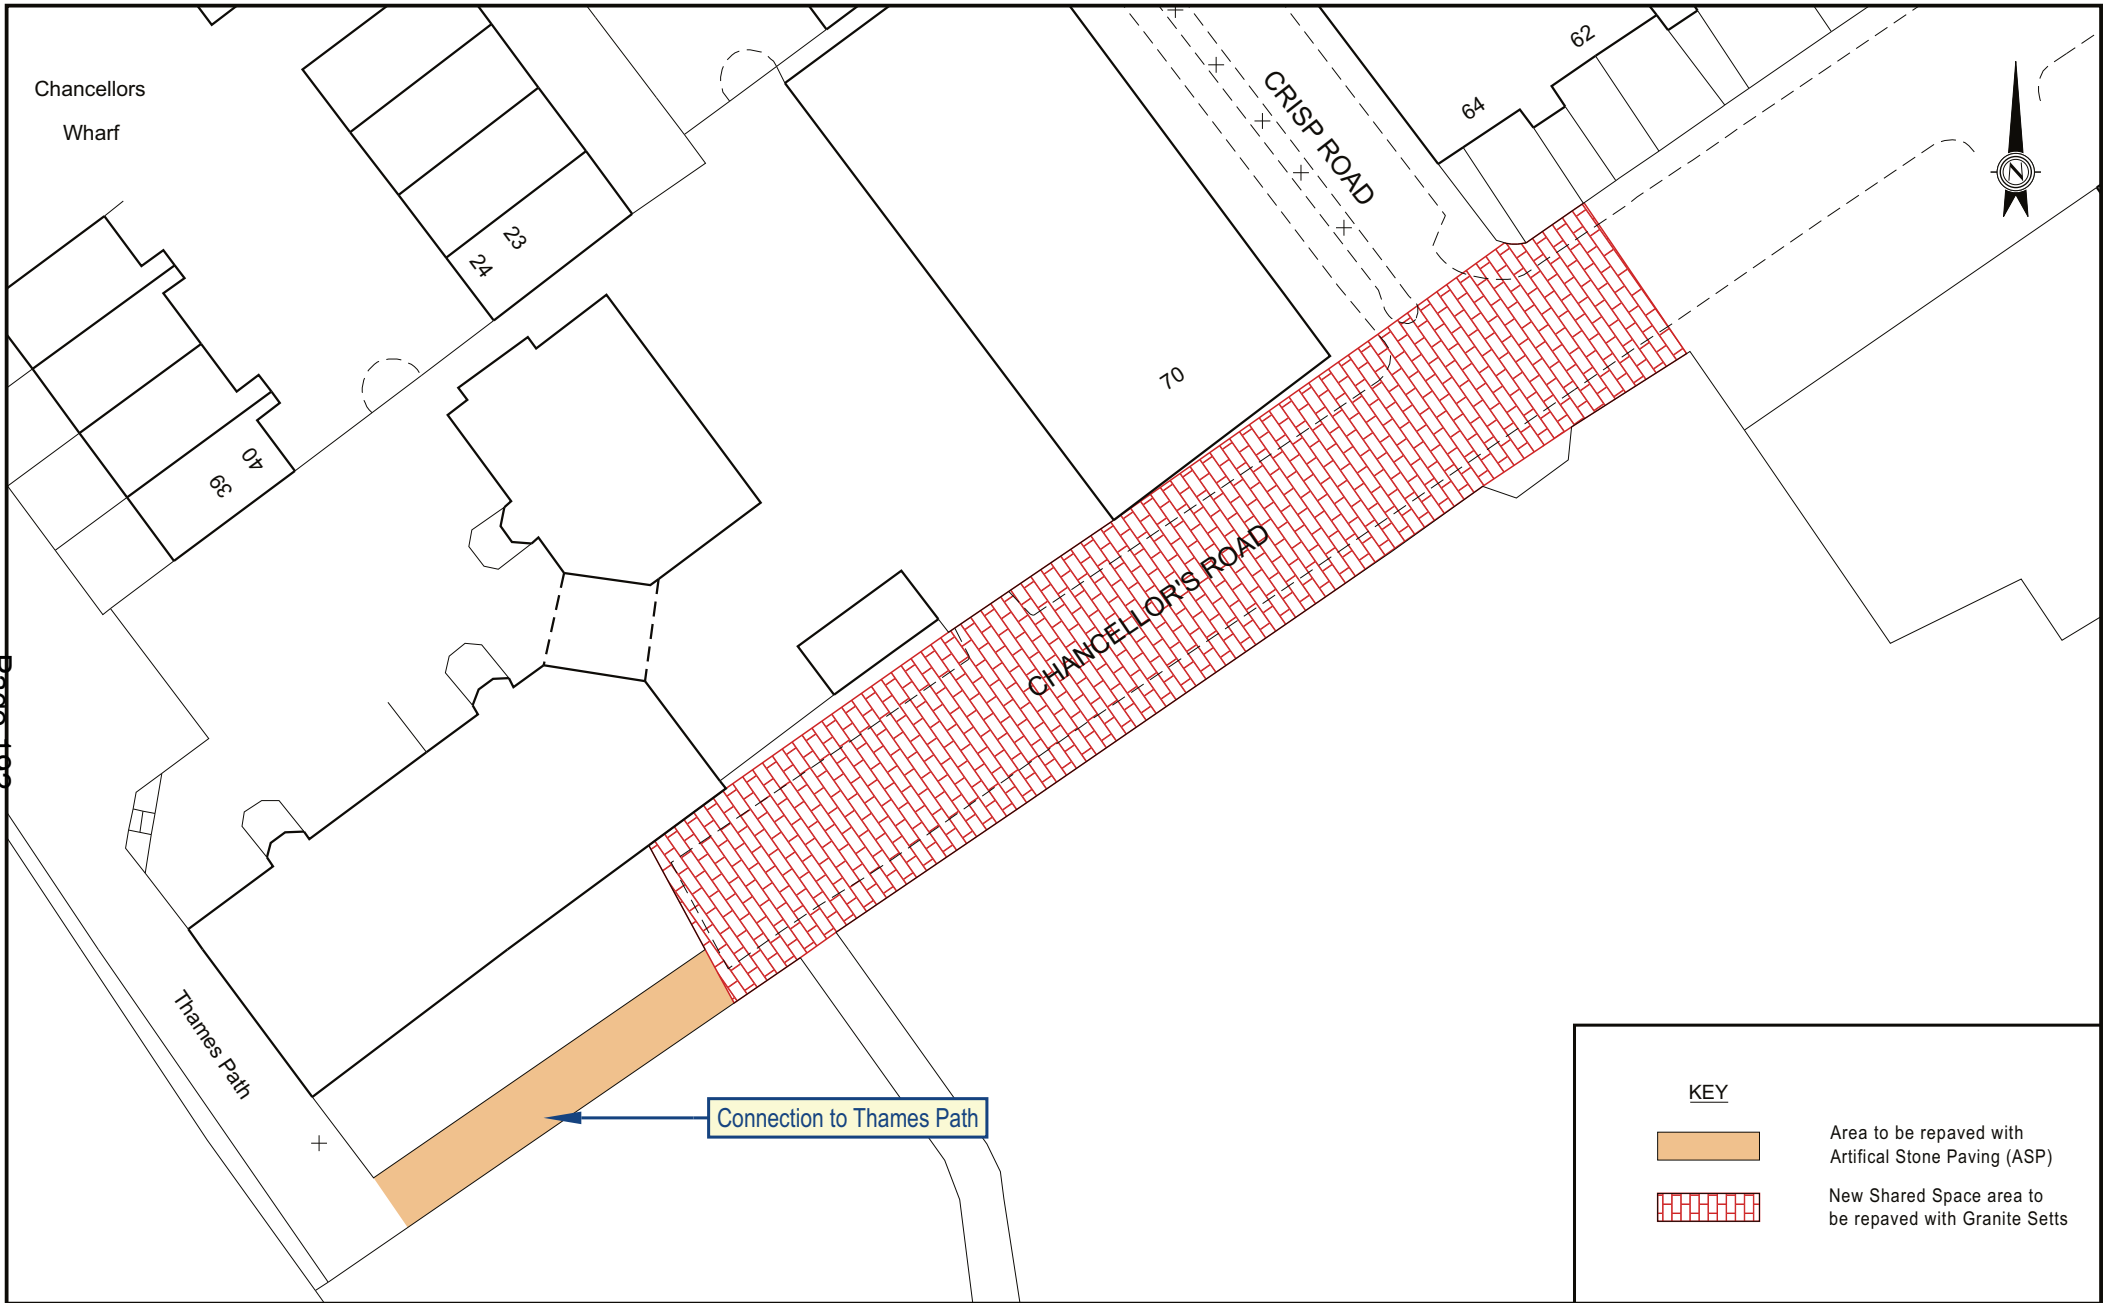 Chancellors
Wharf
CRISP ROAD
62
64
N
23
24
70
40
39
CHANCELLOR'S ROAD
Thames Path
Connection to Thames Path
KEY
Area to be repaved with
Artifical Stone Paving (ASP)
New Shared Space area to
be repaved with Granite Setts